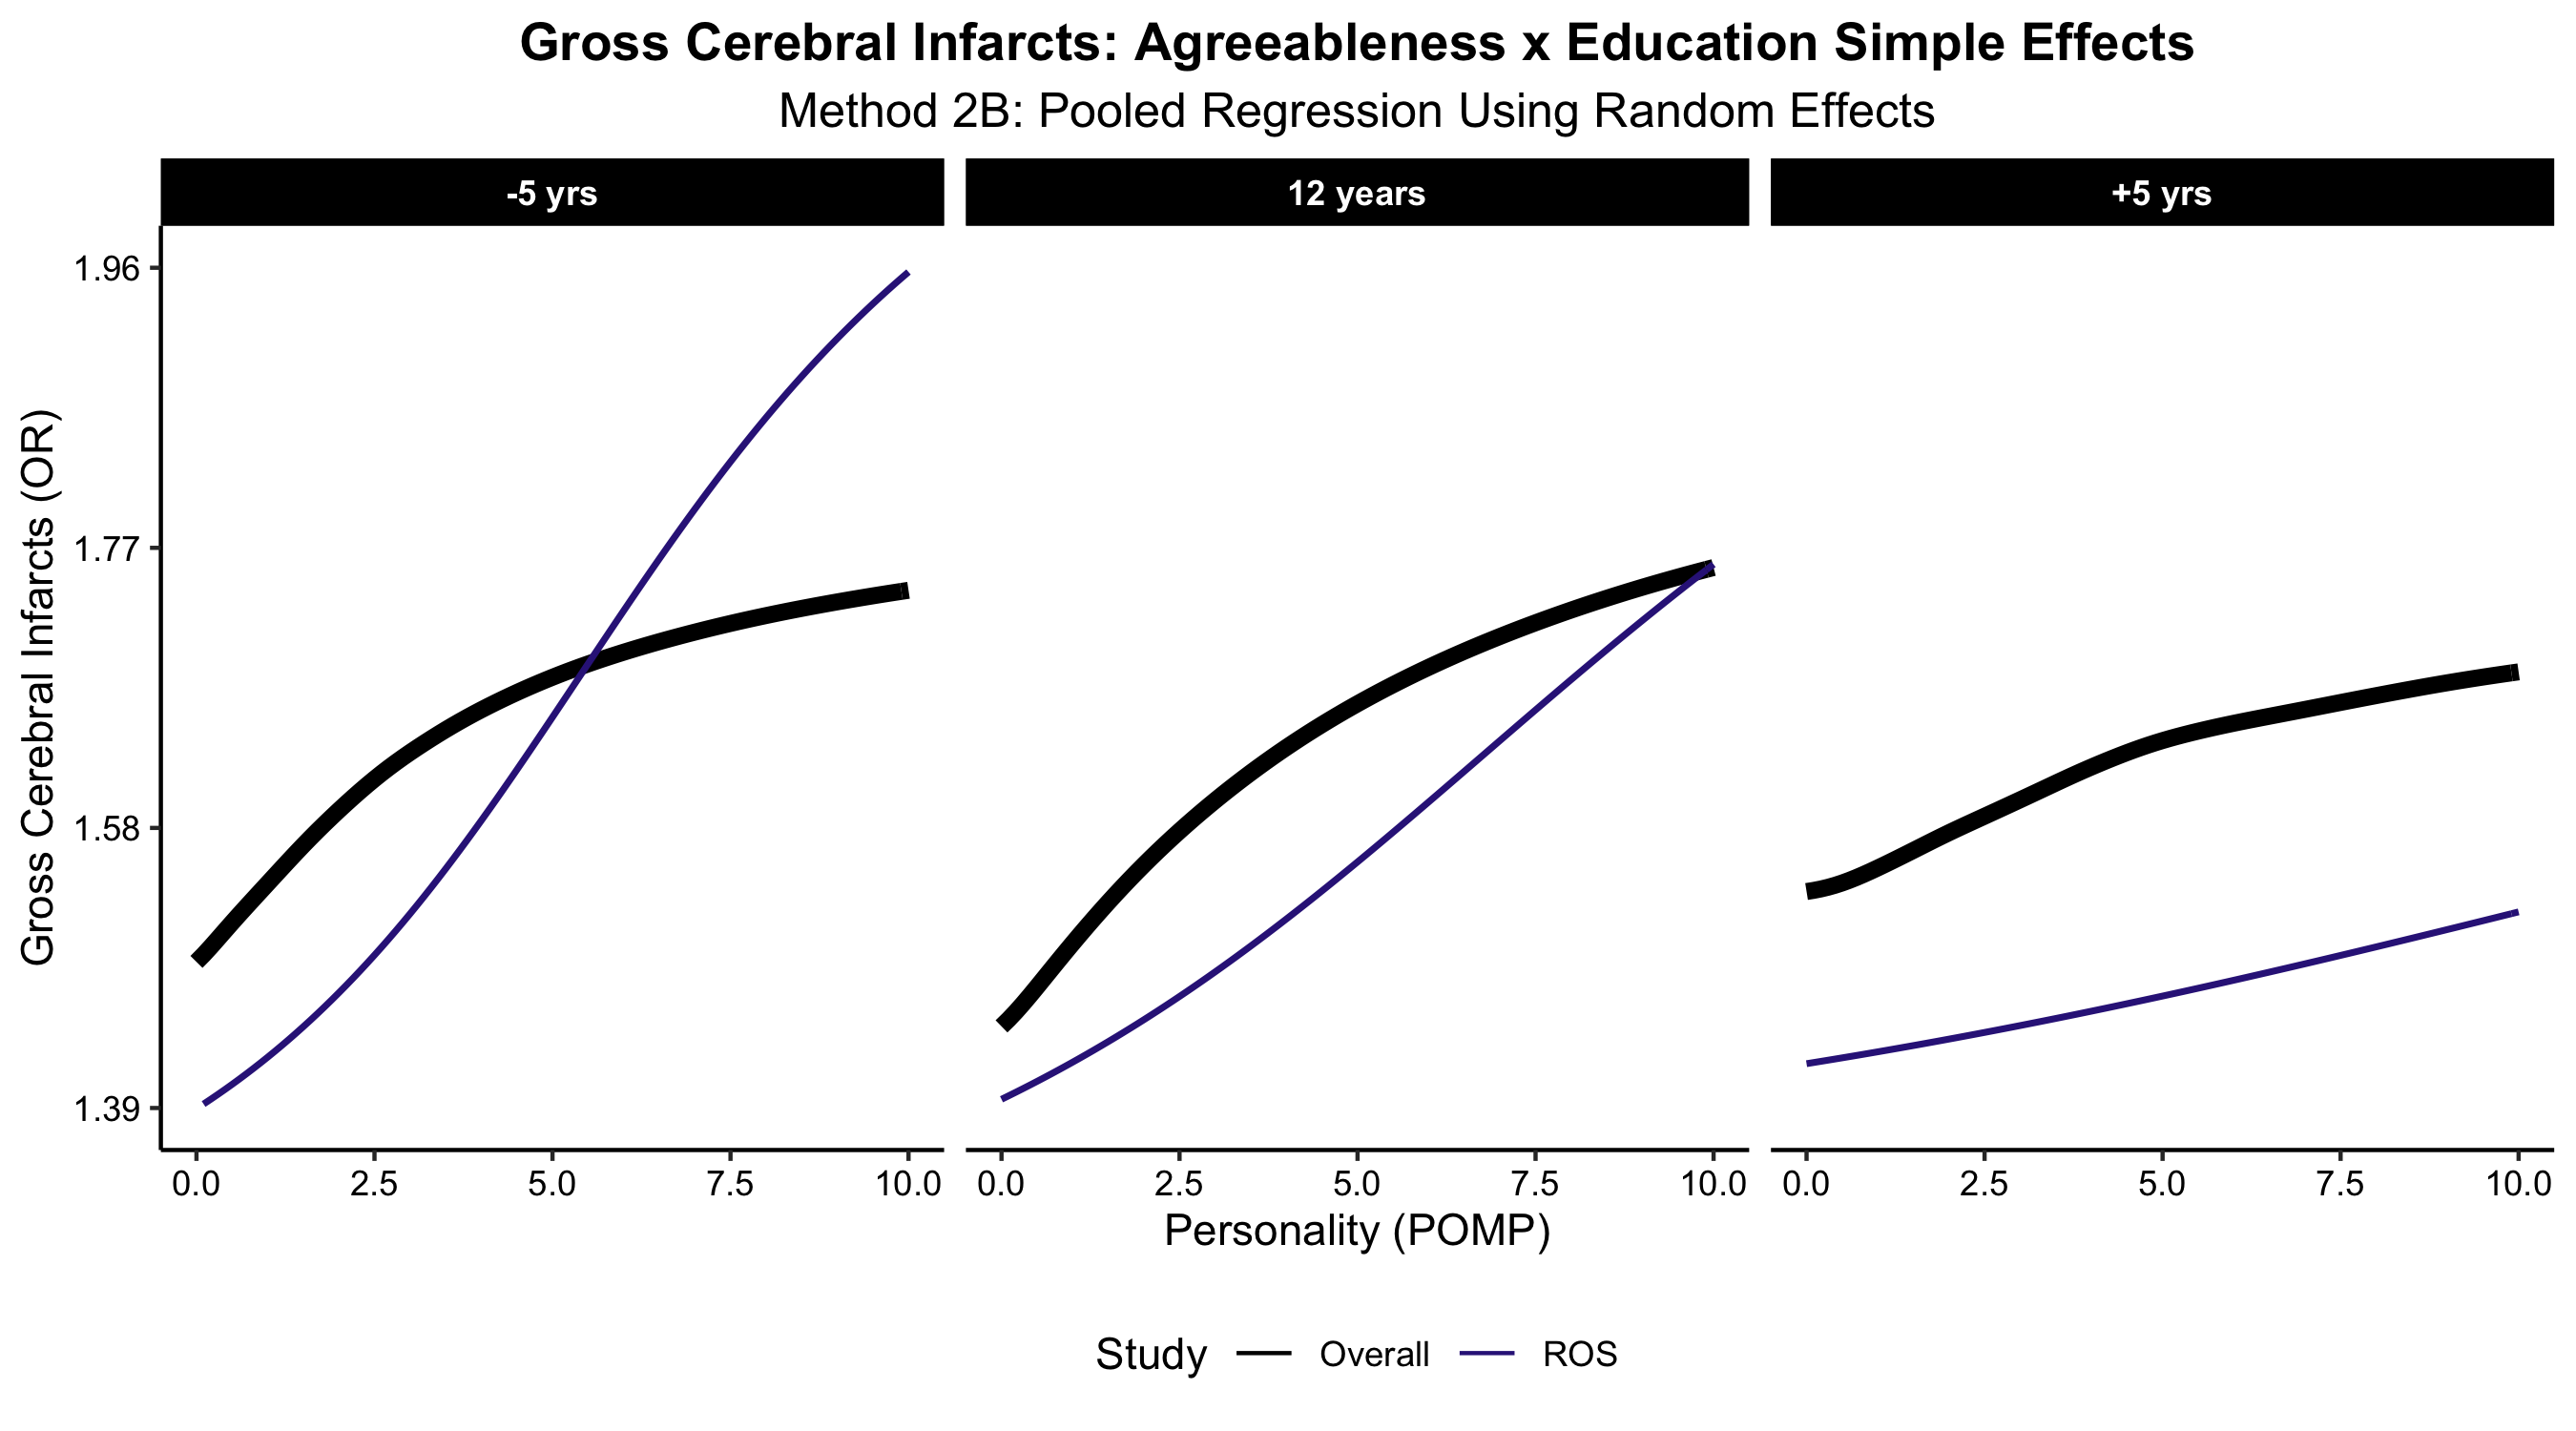 Gross Cerebral Infarcts: Agreeableness x Education Simple Effects
Method 2B: Pooled Regression Using Random Effects
-5 yrs
12 years
+5 yrs
Gross Cerebral Infarcts (OR)
1.96
1.77
1.58
1.39
0.0 2.5 5.0 7.5 10.0
0.0 2.5 5.0 7.5 10.0
0.0 2.5 5.0 7.5 10.0
Personality (POMP)
Study Overall ROS